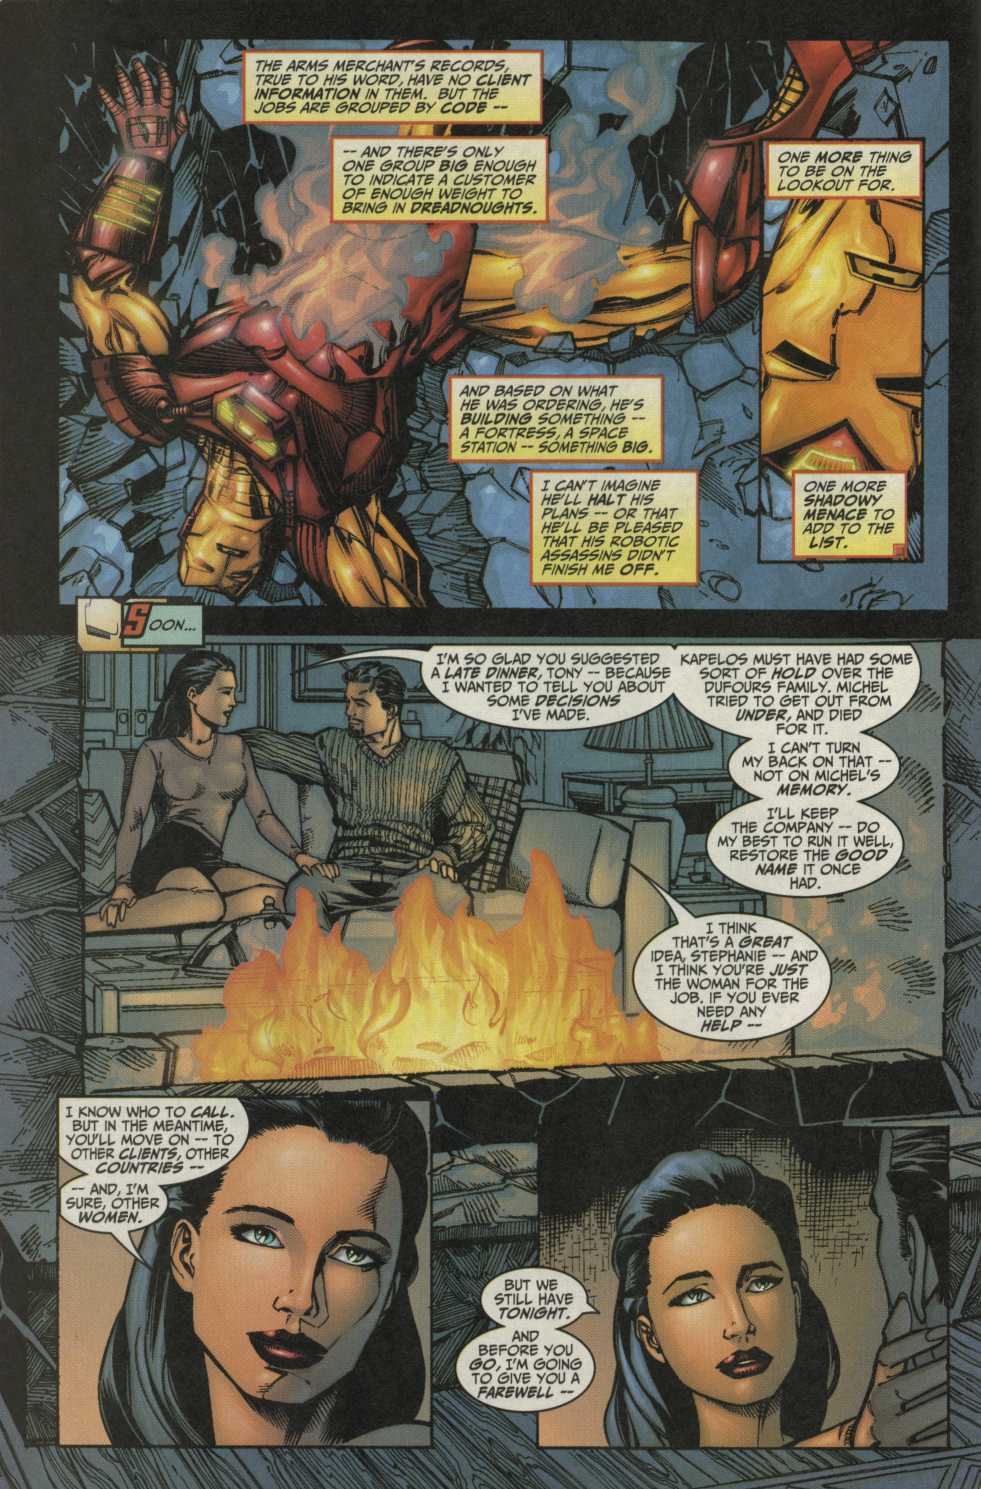 THE ARMS MERCHANT'S RECORDS,
TRUE TO HIS WORD, HAVE NO CLIENT
INFORMATION IN THEM. BUT THE
JOBS ARE GROUPED BY CODE --
-- AND THERE'S ONLY
ONE GROUP BIG ENOUGH
TO INDICATE A CUSTOMER
OF ENOUGH WEIGHT TO
BRING IN DREADNOUGHTS.
AND BASED ON WHAT
HE WAS ORDERING, HE'S
BUILDING SOMETHING --
A FORTRESS, A SPACE
STATION -- SOMETHING BIG.
I CAN'T IMAGINE
HE'LL HALT HIS
PLANS -- OR THAT
HE'LL BE PLEASED
THAT HIS ROBOTIC
ASSASSINS DIDN'T
FINISH ME OFF.
ONE MORE THING
TO BE ON THE
LOOKOUT FOR.
ONE MORE
SHADOWY
MENACE TO
ADD TO THE
LIST.
SOON...
I'M SO GLAD YOU SUGGESTED
A LATE DINNER, TONY -- BECAUSE
I WANTED TO TELL YOU ABOUT
SOME DECISIONS
I'VE MADE.
KAPELOS MUST HAVE HAD SOME
SORT OF HOLD OVER THE
DUFOURS FAMILY. MICHEL
TRIED TO GET OUT FROM
UNDER, AND DIED
FOR IT.
I CAN'T TURN
MY BACK ON THAT --
NOT ON MICHEL'S
MEMORY.
I'LL KEEP
THE COMPANY -- DO
MY BEST TO RUN IT WELL,
RESTORE THE GOOD
NAME IT ONCE
HAD.
I THINK
THAT'S A GREAT
IDEA, STEPHANIE -- AND
I THINK YOU'RE JUST
THE WOMAN FOR THE
JOB. IF YOU EVER
NEED ANY
HELP --
I KNOW WHO TO CALL.
BUT IN THE MEANTIME,
YOU'LL MOVE ON -- TO
OTHER CLIENTS, OTHER
COUNTRIES --
-- AND, I'M
SURE, OTHER
WOMEN.
BUT WE
STILL HAVE
TONIGHT.
AND
BEFORE YOU
GO, I'M GOING
TO GIVE YOU A
FAREWELL --